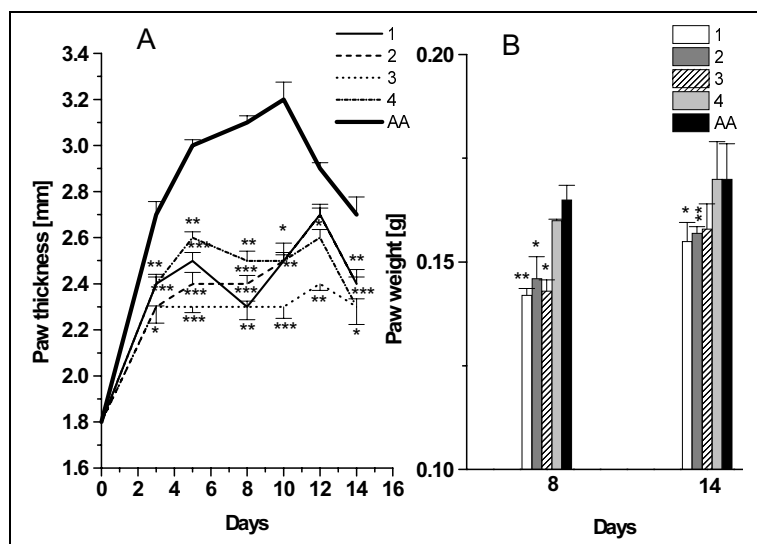 A
1
2
3
4
AA
3.4
3.2
3.0
2.8
2.6
2.4
2.2
2.0
1.8
1.6
Paw thickness [mm]
0 2 4 6 8 10 12 14 16
Days
** ** ** * * **
*** *** *** ** ***
*** *** **
* *** ** *** *
B
1
2
3
4
AA
0.20
0.15
0.10
Paw weight [g]
** * *
* ** *
8 14
Days